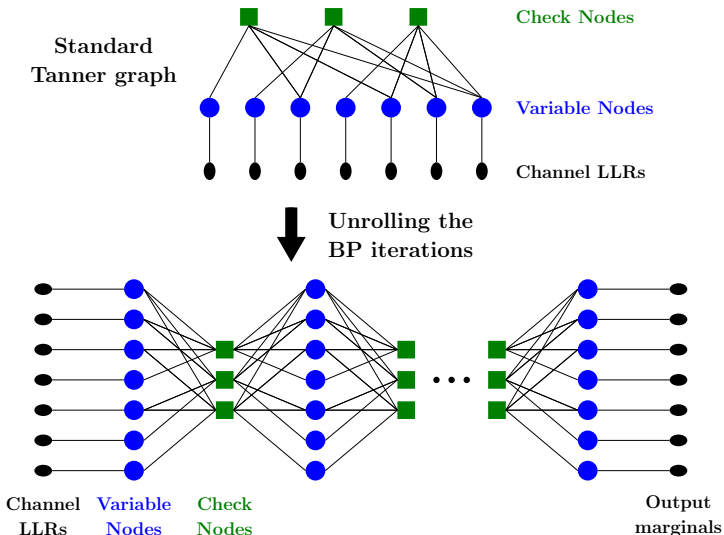 Check Nodes
Standard
Tanner graph
Variable Nodes
Channel LLRs
Unrolling the
BP iterations
Channel
LLRs
Variable
Nodes
Check
Nodes
Output
marginals